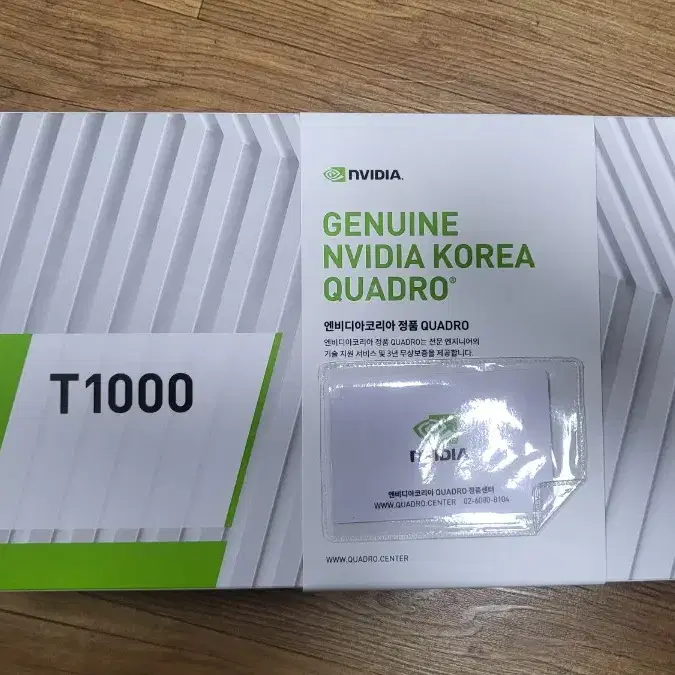 T1000
NVIDIA.
GENUINE
NVIDIA KOREA
QUADRO®
엔비디아코리아 정품 QUADRO
엔비디아코리아 정품 QUADRO는 전문 엔지니어의
기술 지원 서비스 및 3년 무상보증을 제공합니다.
NVIDIA
엔비디아코리아 QUADRO 정품센터
WWW.QUADRO.CENTER 02-6080-8104
WWW.QUADRO.CENTER